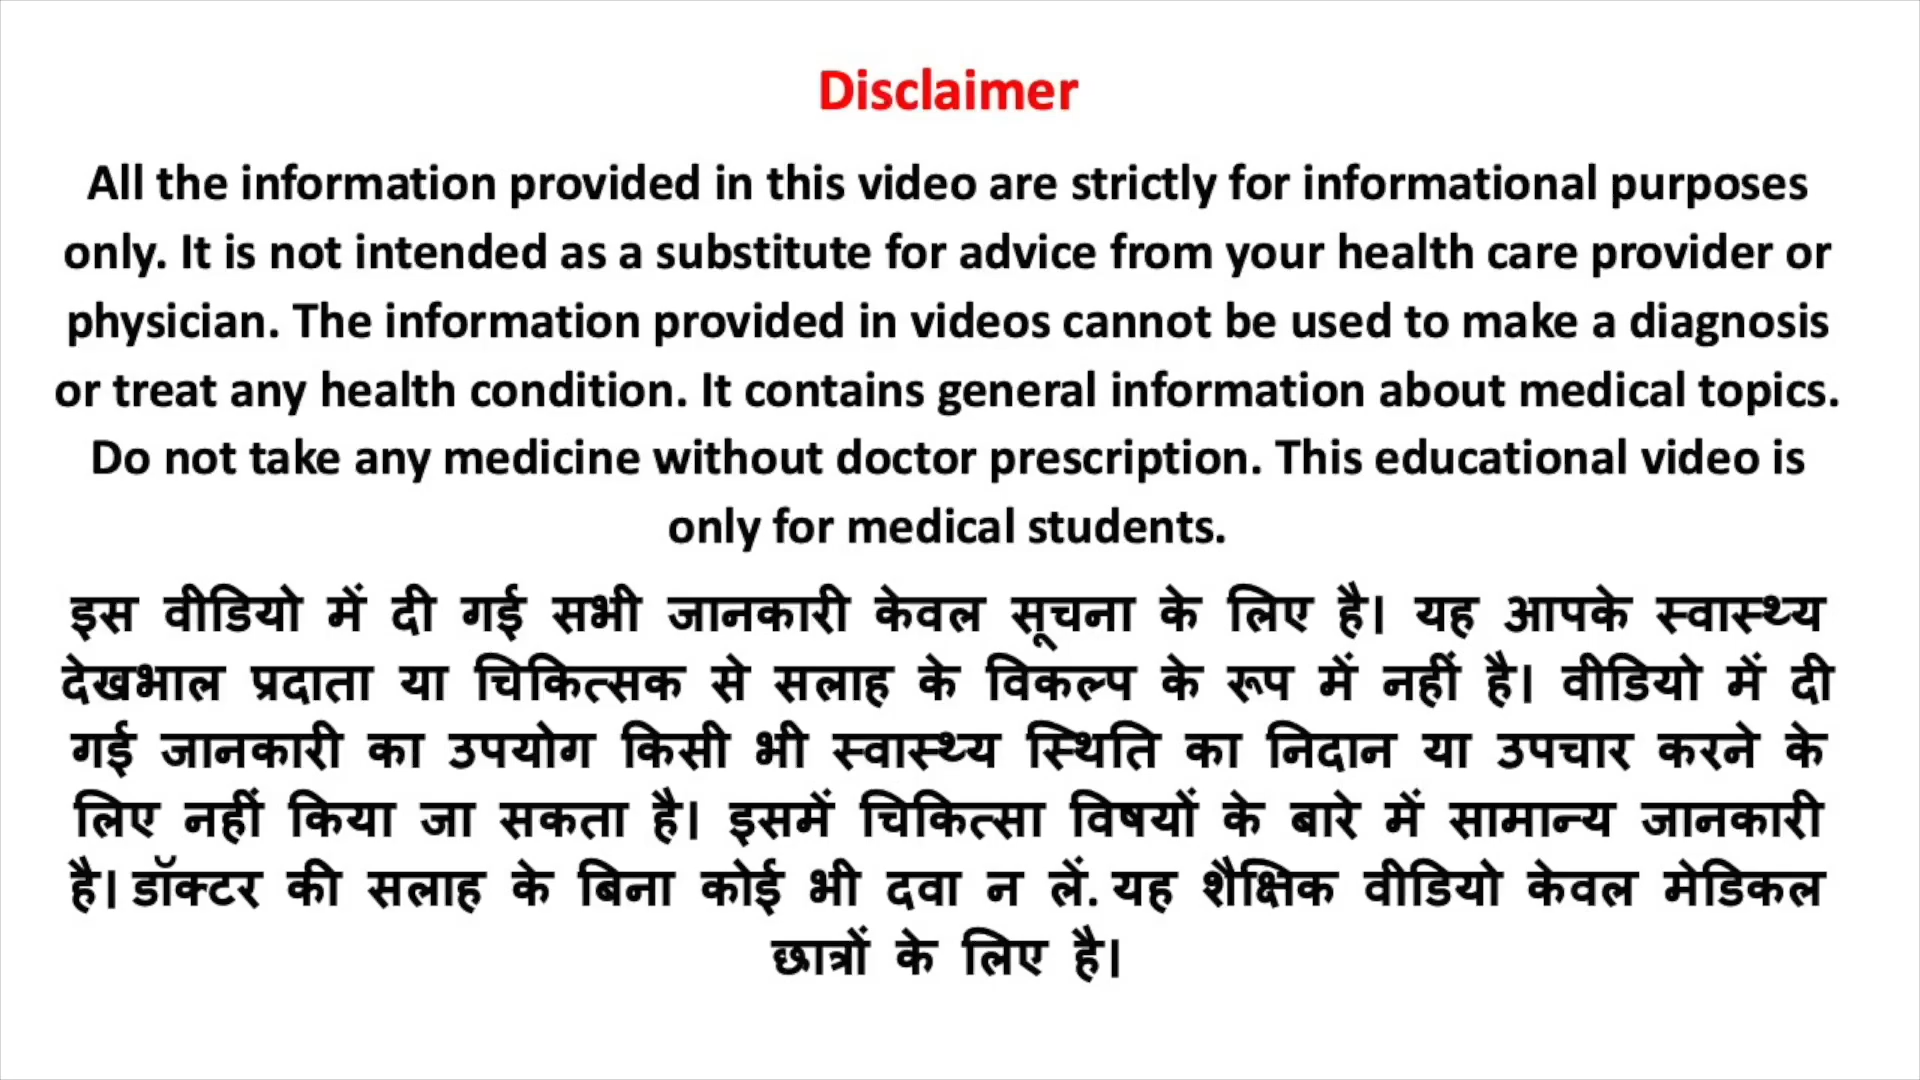 Disclaimer
All the information provided in this video are strictly for informational purposes
only. It is not intended as a substitute for advice from your health care provider or
physician. The information provided in videos cannot be used to make a diagnosis
or treat any health condition. It contains general information about medical topics.
Do not take any medicine without doctor prescription. This educational video is
only for medical students.
इस वीडियो में दी गई सभी जानकारी केवल सूचना के लिए है। यह आपके स्वास्थ्य
देखभाल प्रदाता या चिकित्सक से सलाह के विकल्प के रूप में नहीं है। वीडियो में दी
गई जानकारी का उपयोग किसी भी स्वास्थ्य स्थिति का निदान या उपचार करने के
लिए नहीं किया जा सकता है। इसमें चिकित्सा विषयों के बारे में सामान्य जानकारी
है। डॉक्टर की सलाह के बिना कोई भी दवा न लें. यह शैक्षिक वीडियो केवल मेडिकल
छात्रों के लिए है।